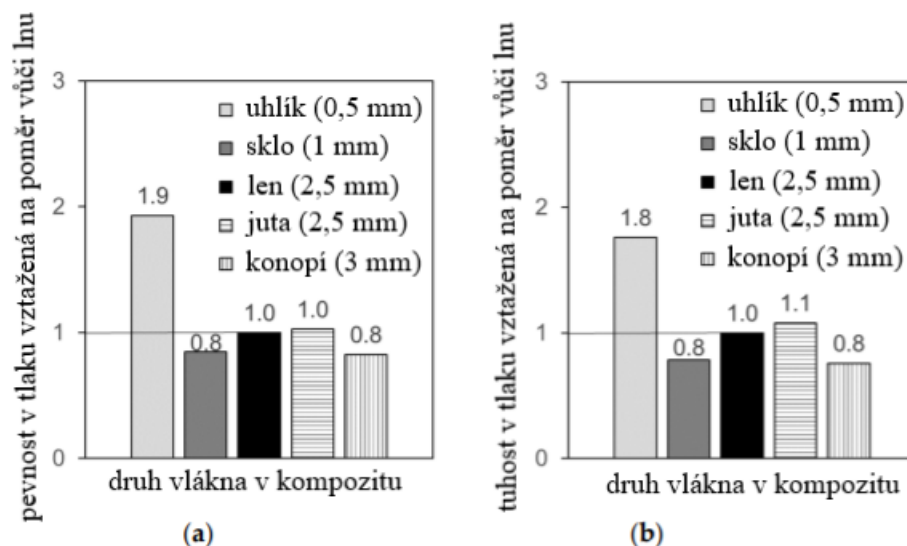 pevnost v tlaku vztažená na poměr vůči lnu
3
2
1
0
uhlík (0,5 mm)
sklo (1 mm)
len (2,5 mm)
juta (2,5 mm)
konopí (3 mm)
1.9
0.8
1.0
1.0
0.8
druh vlákna v kompozitu
(a)
tuhost v tlaku vztažená na poměr vůči lnu
3
2
1
0
uhlík (0,5 mm)
sklo (1 mm)
len (2,5 mm)
juta (2,5 mm)
konopí (3 mm)
1.8
0.8
1.0
1.1
0.8
druh vlákna v kompozitu
(b)